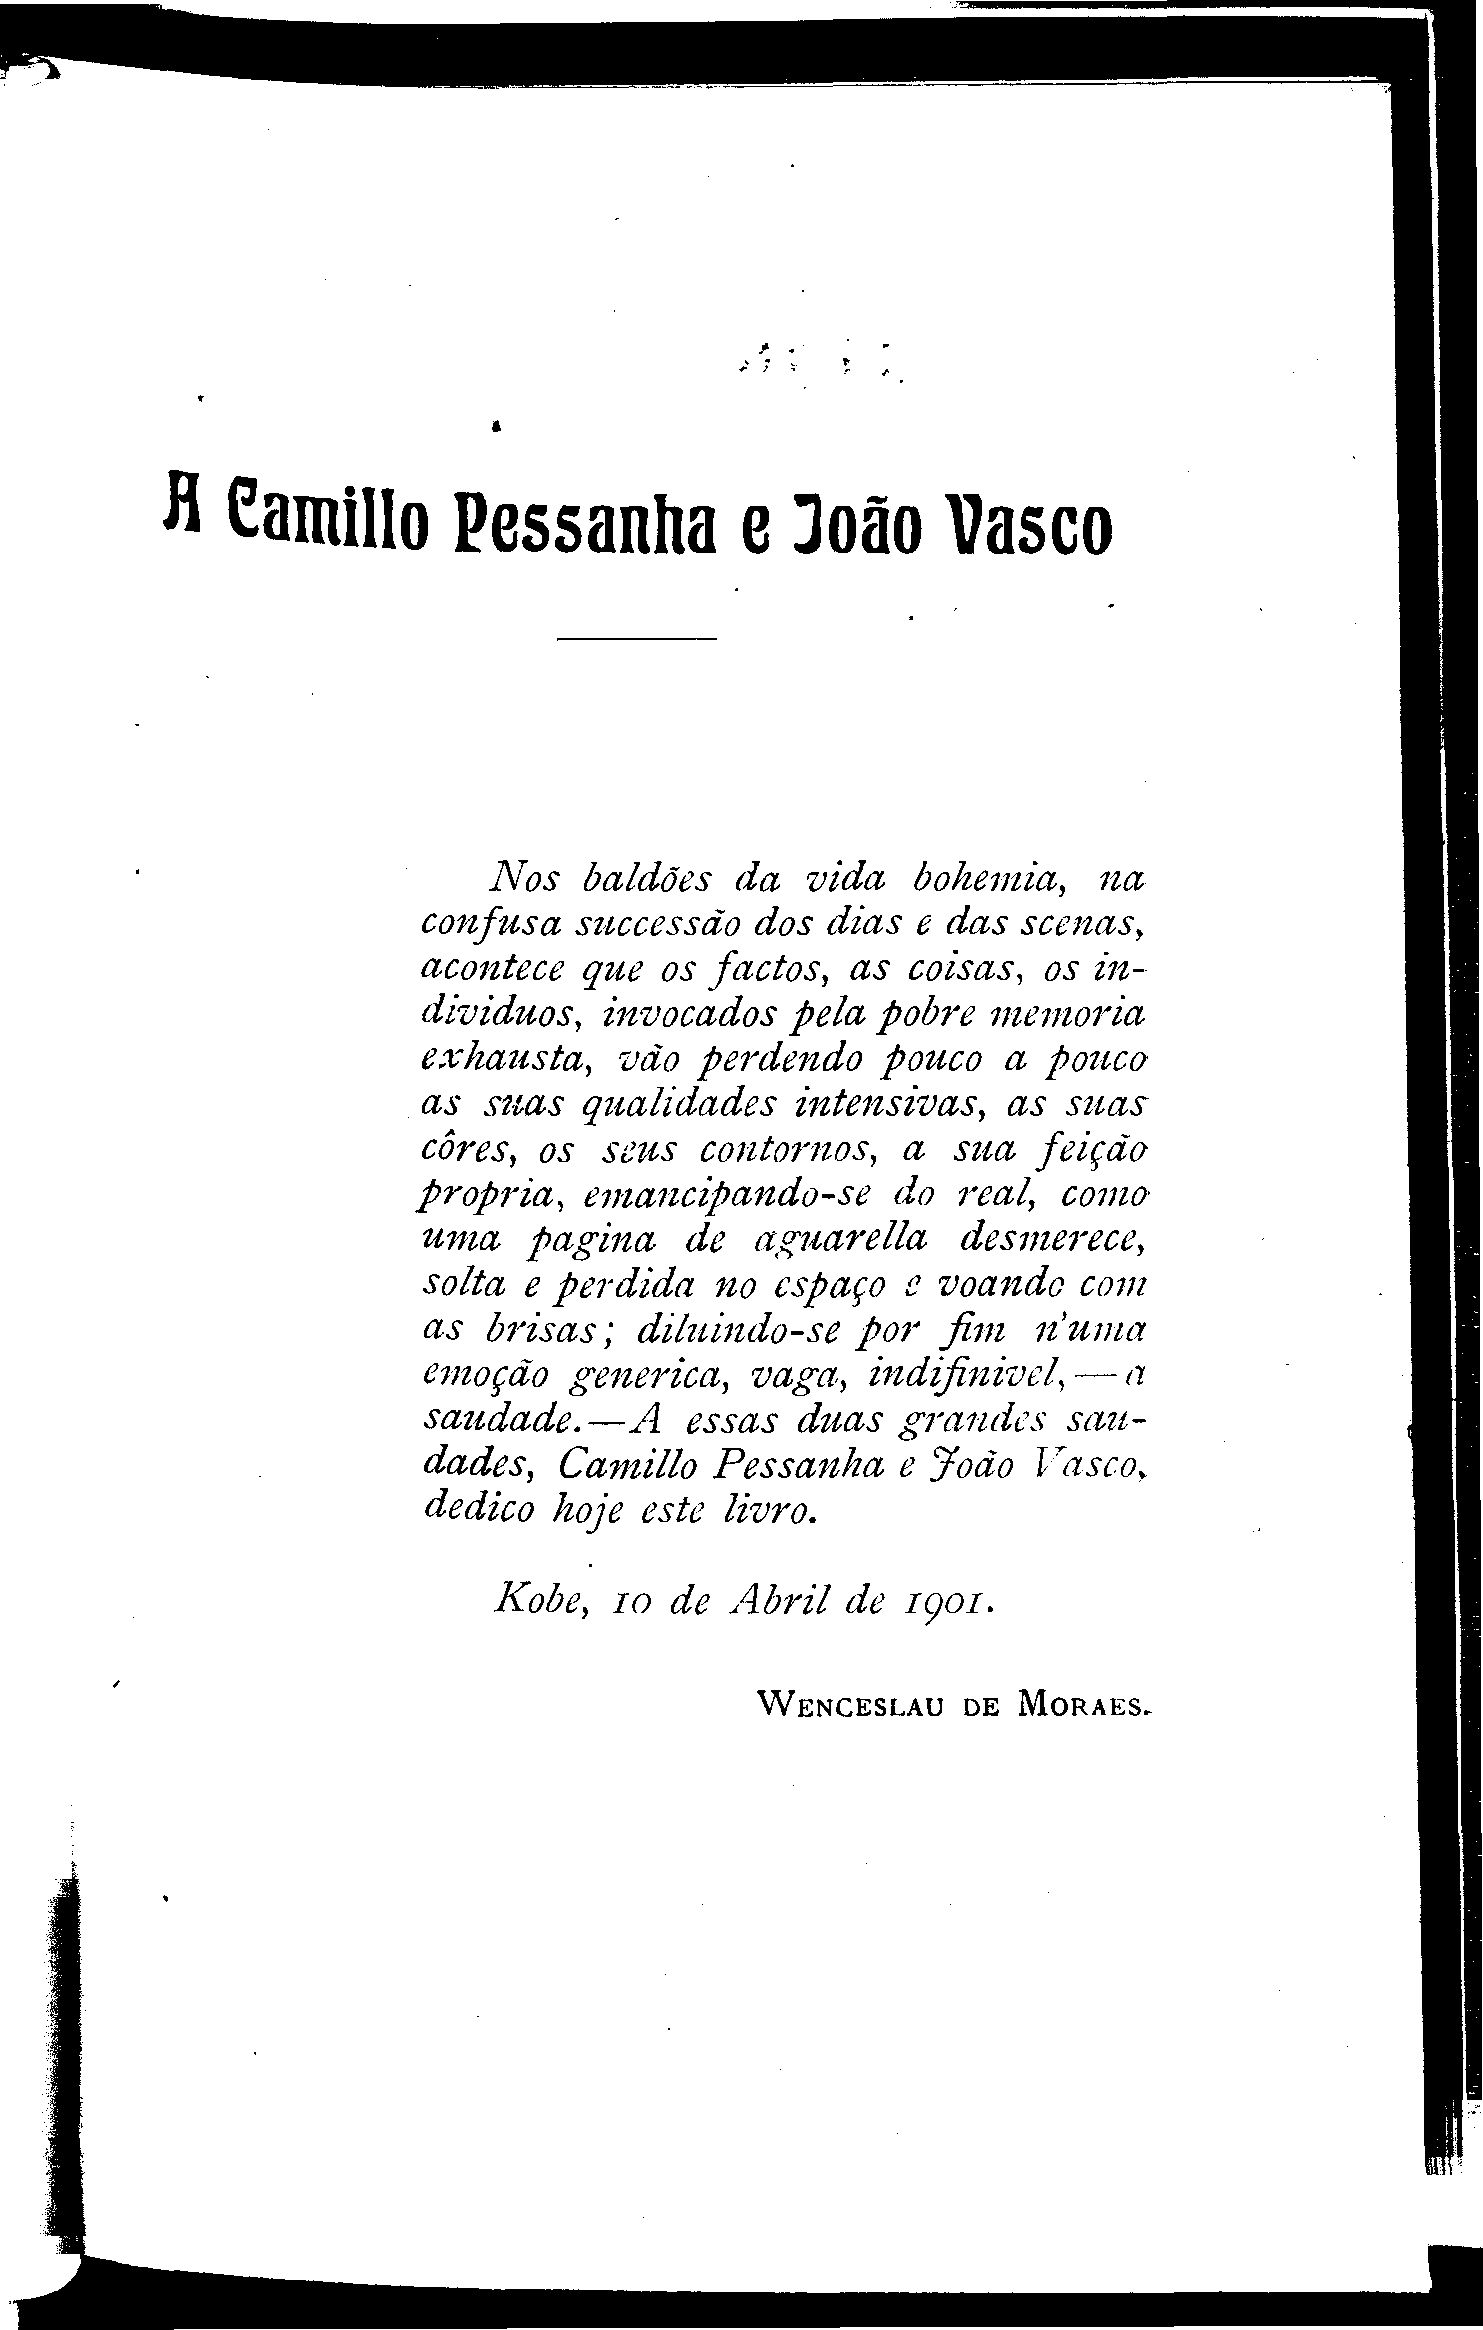 A Camillo Pessanha e João Vasco
Nos baldões da vida bohemia, na
confusa successão dos dias e das scenas,
acontece que os factos, as coisas, os in-
dividuos, invocados pela pobre memoria
exhausta, vão perdendo pouco a pouco
as suas qualidades intensivas, as suas
côres, os seus contornos, a sua feição
propria, emancipando-se do real, como
uma pagina de aguarella desmerece,
solta e perdida no espaço e voando com
as brisas; diluindo-se por fim n'uma
emoção generica, vaga, indifinivel,—a
saudade.—A essas duas grandes sau-
dades, Camillo Pessanha e João Vasco,
dedico hoje este livro.
Kobe, 10 de Abril de 1901.
WENCESLAU DE MORAES.